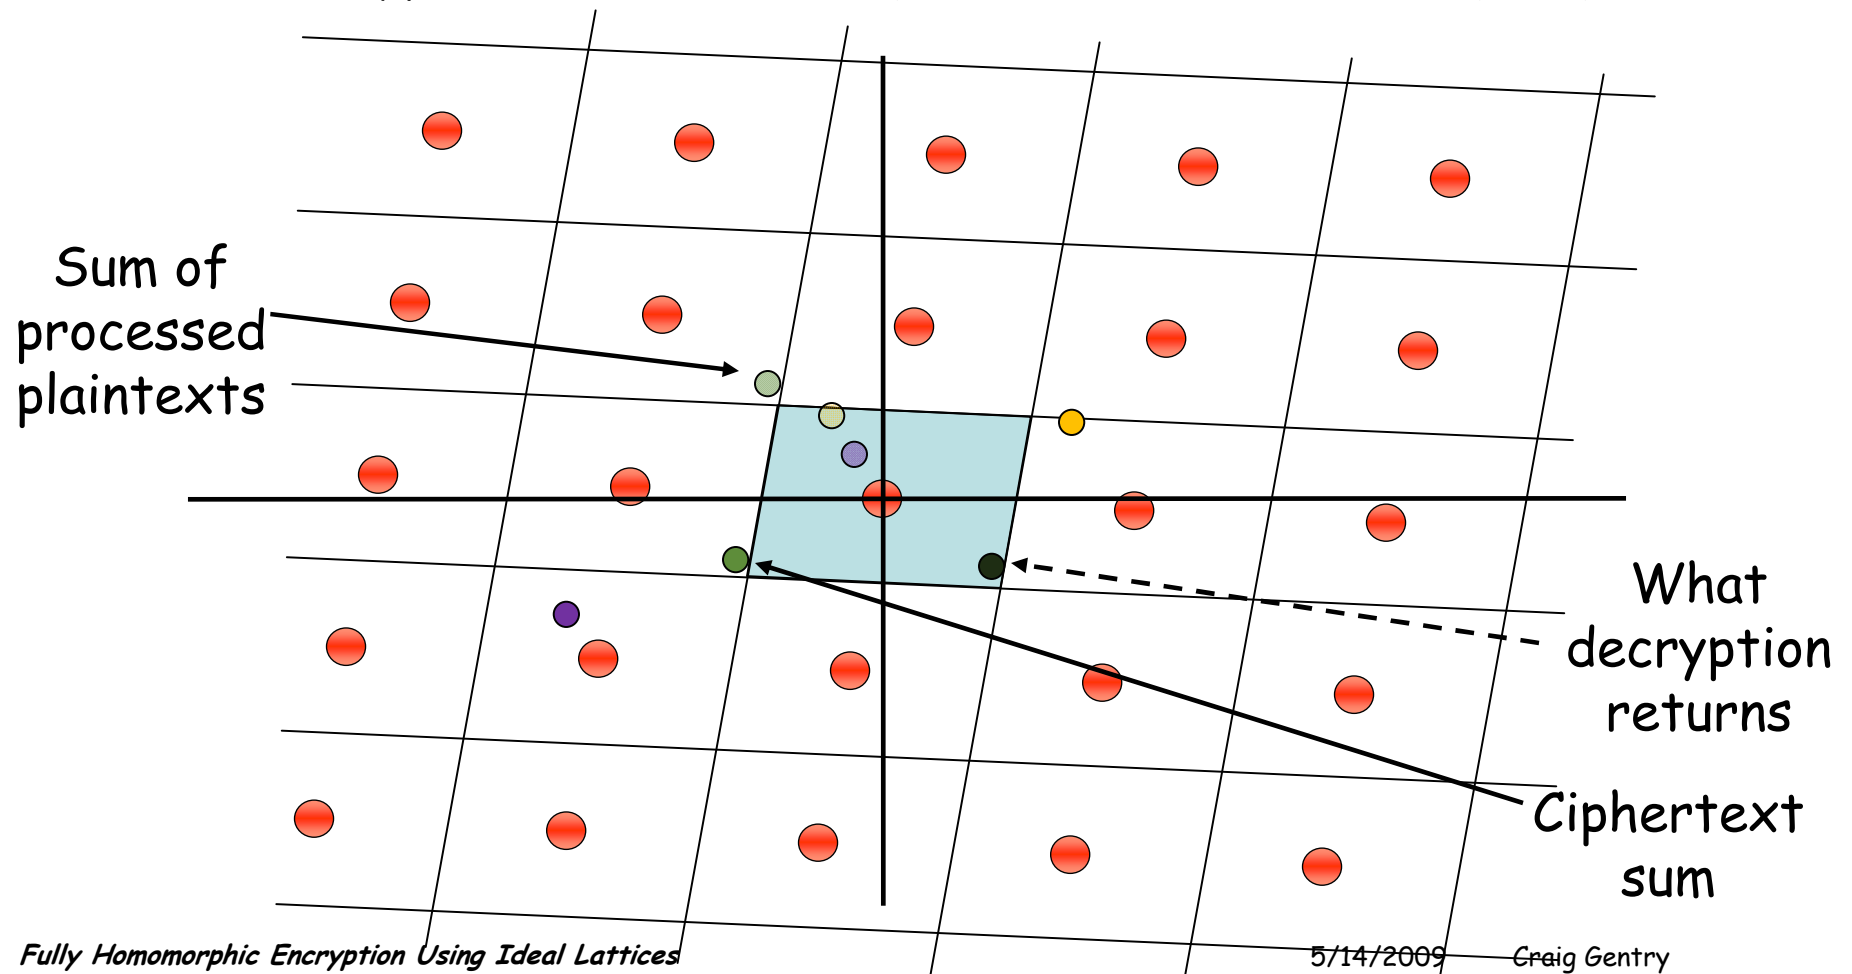 Sum of
processed
plaintexts
What
decryption
returns
Ciphertext
sum
Fully Homomorphic Encryption Using Ideal Lattices
5/14/2009
Craig Gentry